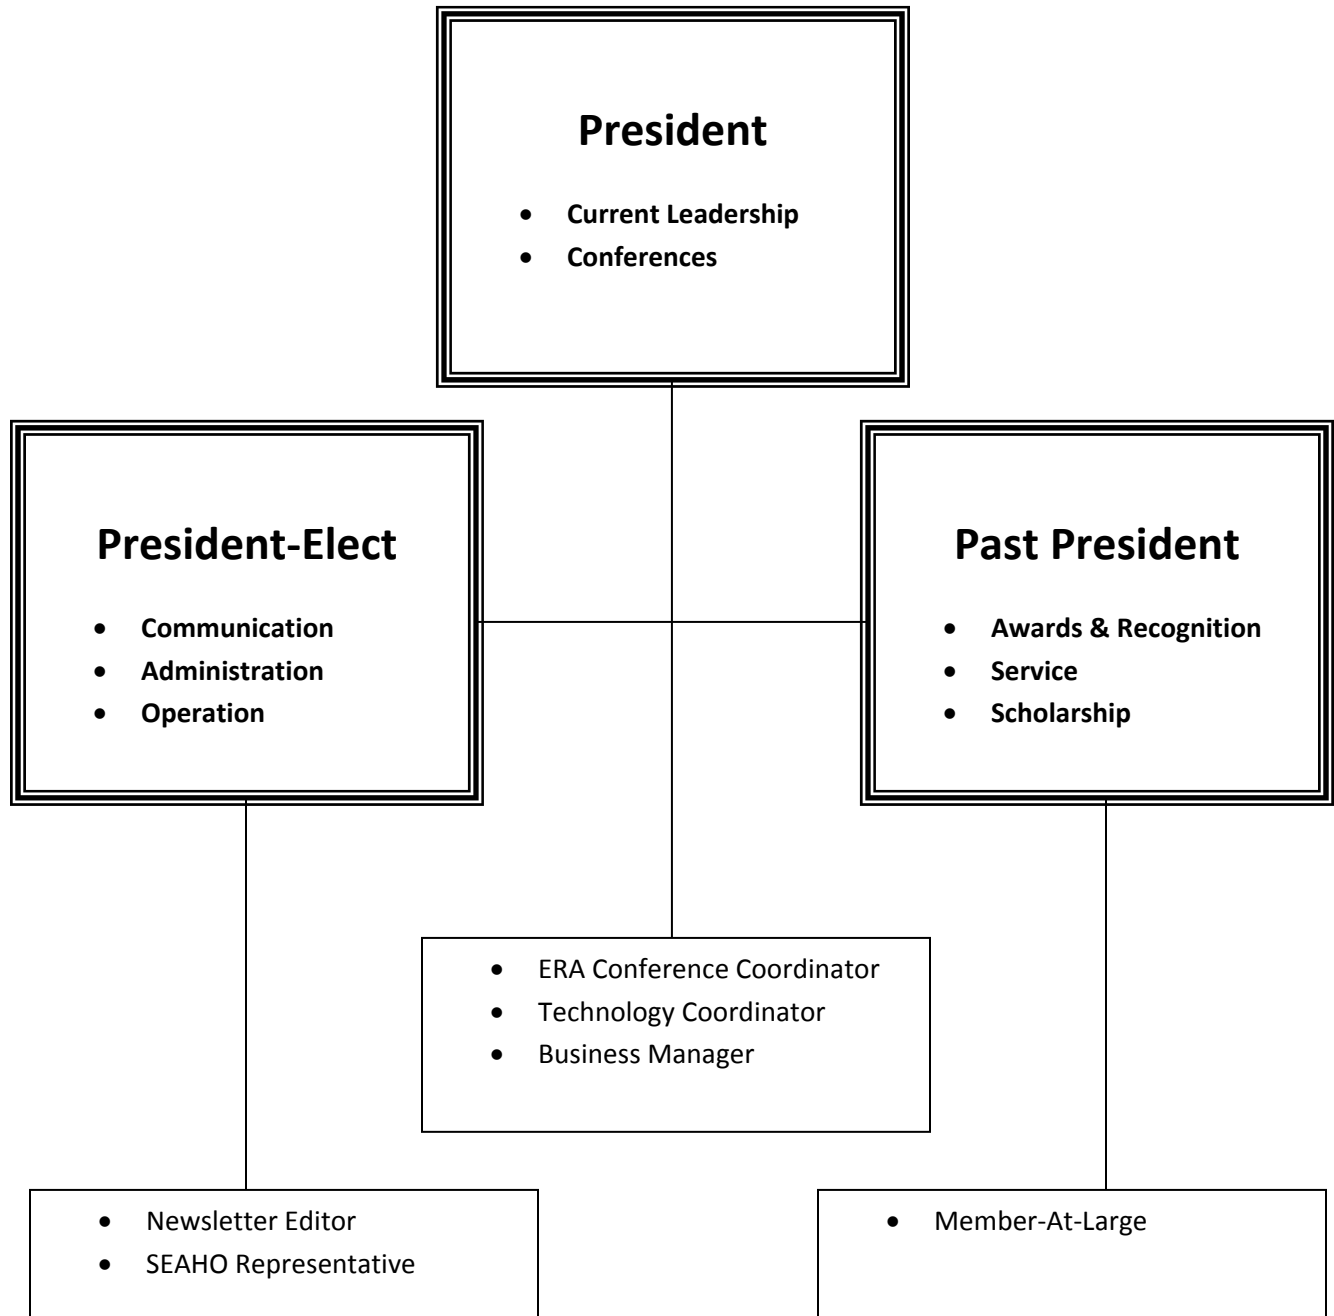 President
• Current Leadership
• Conferences
President-Elect
• Communication
• Administration
• Operation
Past President
• Awards & Recognition
• Service
• Scholarship
• ERA Conference Coordinator
• Technology Coordinator
• Business Manager
• Newsletter Editor
• SEAHO Representative
• Member-At-Large